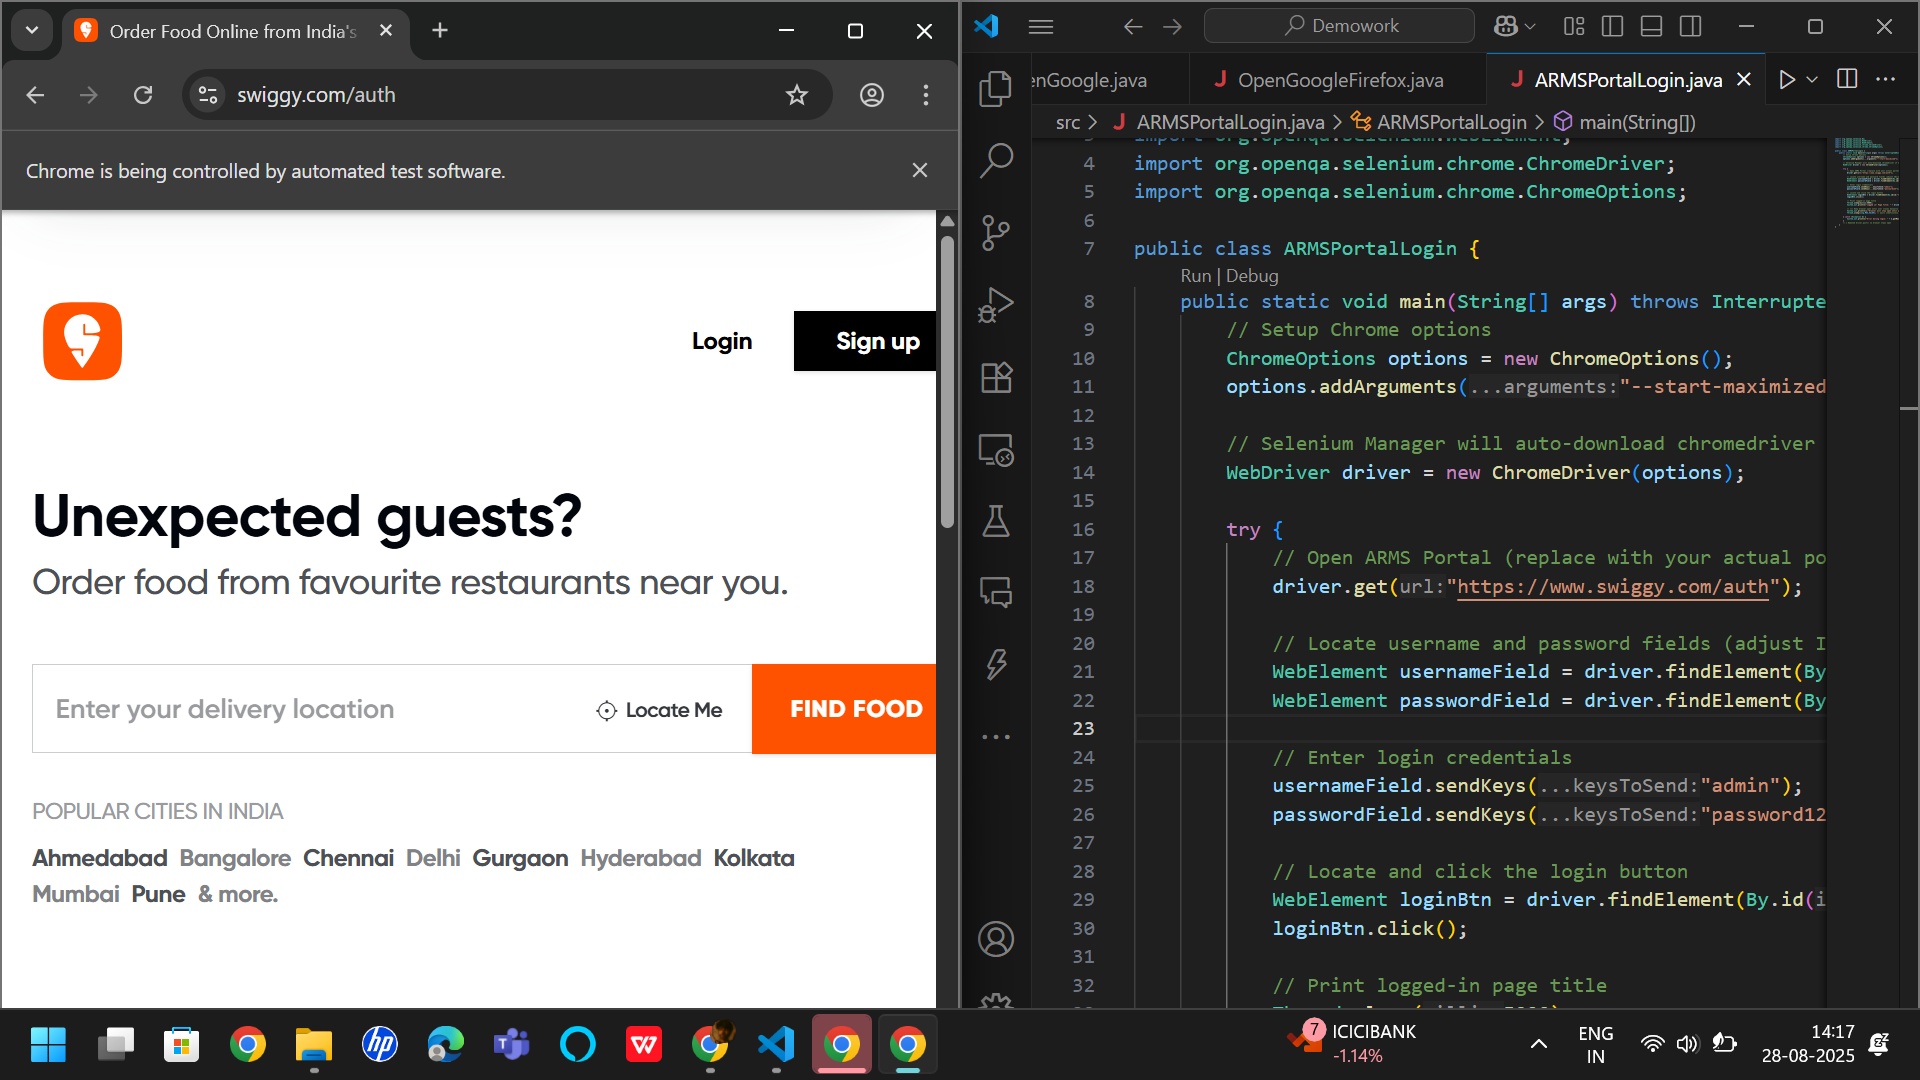 Order Food Online from India's
swiggy.com/auth
Chrome is being controlled by automated test software.
Login
Sign up
Unexpected guests?
Order food from favourite restaurants near you.
Enter your delivery location
Locate Me
FIND FOOD
POPULAR CITIES IN INDIA
Ahmedabad Bangalore Chennai Delhi Gurgaon Hyderabad Kolkata
Mumbai Pune & more.
Demowork
enGoogle.java
J OpenGoogleFirefox.java
J ARMSPortalLogin.java
src > J ARMSPortalLogin.java > ARMSPortalLogin > main(String[])
3 import org.openqa.selenium.WebElement;
4 import org.openqa.selenium.chrome.ChromeDriver;
5 import org.openqa.selenium.chrome.ChromeOptions;
6
7 public class ARMSPortalLogin {
Run | Debug
8 public static void main(String[] args) throws Interrupte
9 // Setup Chrome options
10 ChromeOptions options = new ChromeOptions();
11 options.addArguments(...arguments:"--start-maximized
12
13 // Selenium Manager will auto-download chromedriver
14 WebDriver driver = new ChromeDriver(options);
15
16 try {
17 // Open ARMS Portal (replace with your actual po
18 driver.get(url:"https://www.swiggy.com/auth");
19
20 // Locate username and password fields (adjust I
21 WebElement usernameField = driver.findElement(By
22 WebElement passwordField = driver.findElement(By
23
24 // Enter login credentials
25 usernameField.sendKeys(...keysToSend:"admin");
26 passwordField.sendKeys(...keysToSend:"password12
27
28 // Locate and click the login button
29 WebElement loginBtn = driver.findElement(By.id(i
30 loginBtn.click();
31
32 // Print logged-in page title
7
ICICIBANK
-1.14%
ENG
IN
14:17
28-08-2025